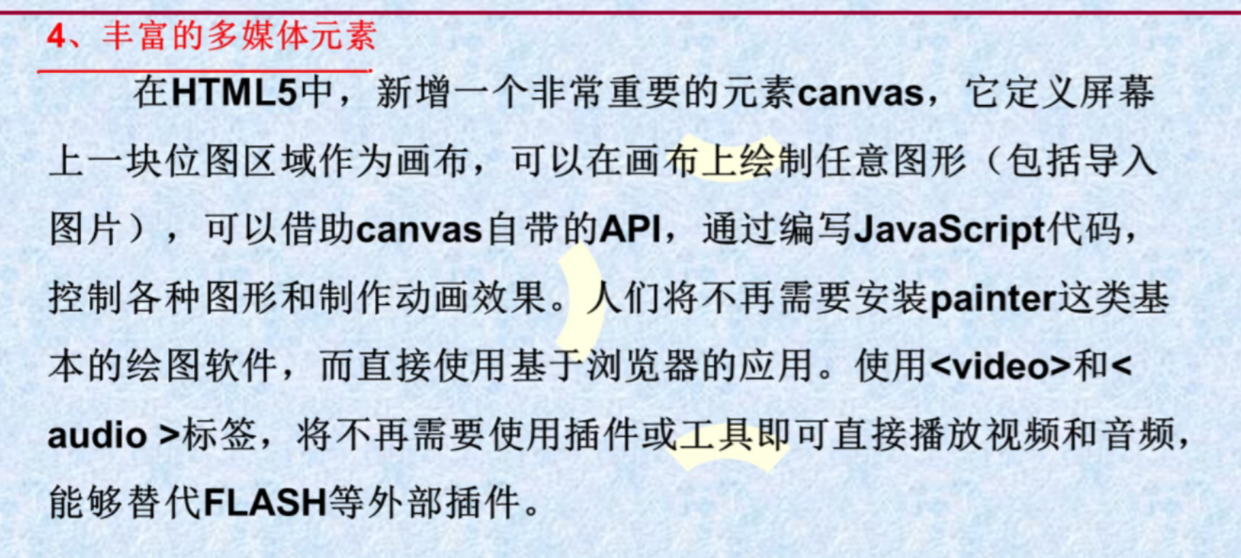 4、丰富的多媒体元素
在HTML5中，新增一个非常重要的元素canvas，它定义屏幕
上一块位图区域作为画布，可以在画布上绘制任意图形（包括导入
图片），可以借助canvas自带的API，通过编写JavaScript代码，
控制各种图形和制作动画效果。人们将不再需要安装painter这类基
本的绘图软件，而直接使用基于浏览器的应用。使用<video>和<
audio >标签，将不再需要使用插件或工具即可直接播放视频和音频，
能够替代FLASH等外部插件。